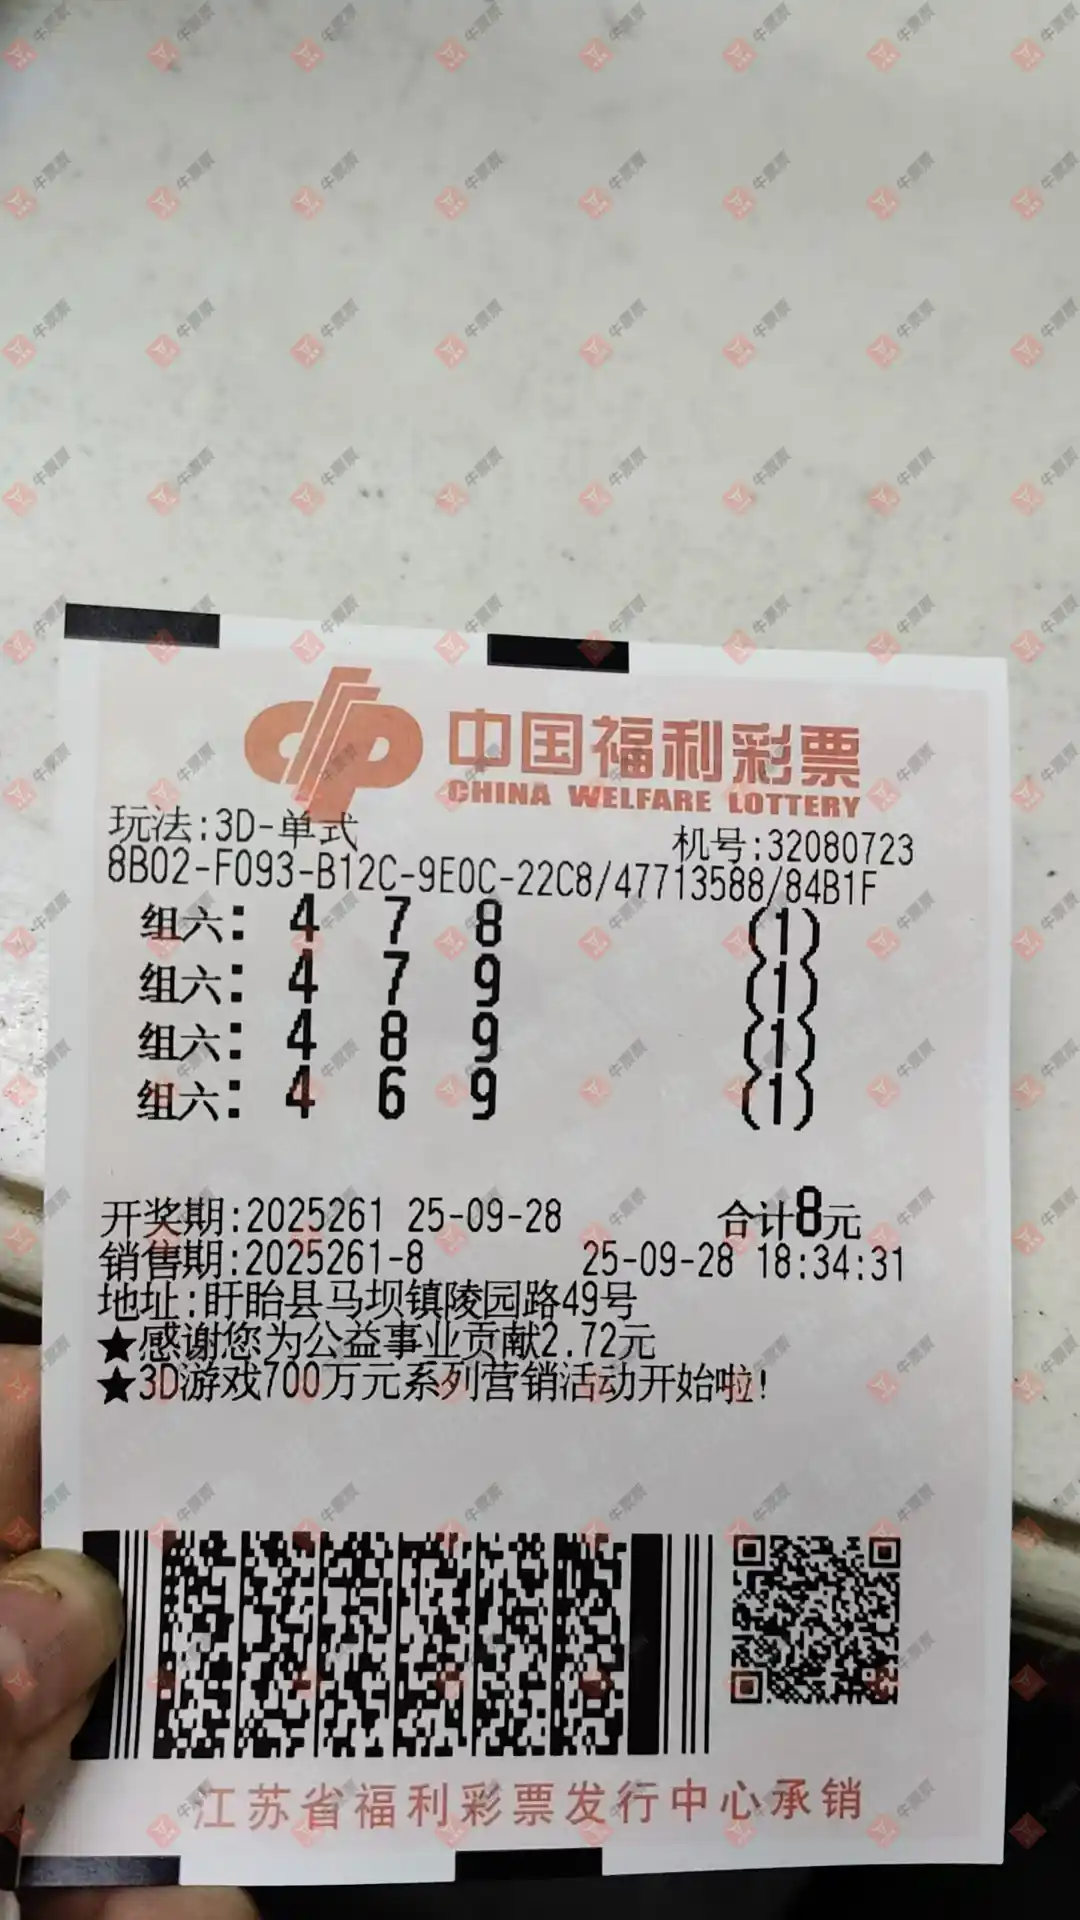 中国福利彩票
CHINA WELFARE LOTTERY
玩法:3D-单式
机号:32080723
8B02-F093-B12C-9E0C-22C8/47713588/84B1F
组六: 4 7 8 (1)
组六: 4 7 9 (1)
组六: 4 8 9 (1)
组六: 4 6 9 (1)
开奖期:2025261 25-09-28 合计8元
销售期:2025261-8 25-09-28 18:34:31
地址:盱眙县马坝镇陵园路49号
★感谢您为公益事业贡献2.72元
★3D游戏700万元系列营销活动开始啦!
江苏省福利彩票发行中心承销
牛票票